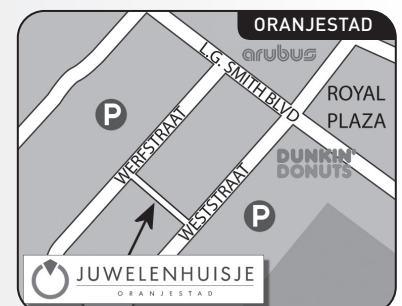 ORANJESTAD
arubus
L.G. SMITH BLVD
ROYAL
PLAZA
P
WERFSTRAAT
DUNKIN'
DONUTS
WESTSTRAAT
P
JUWELENHUISJE
ORANJESTAD